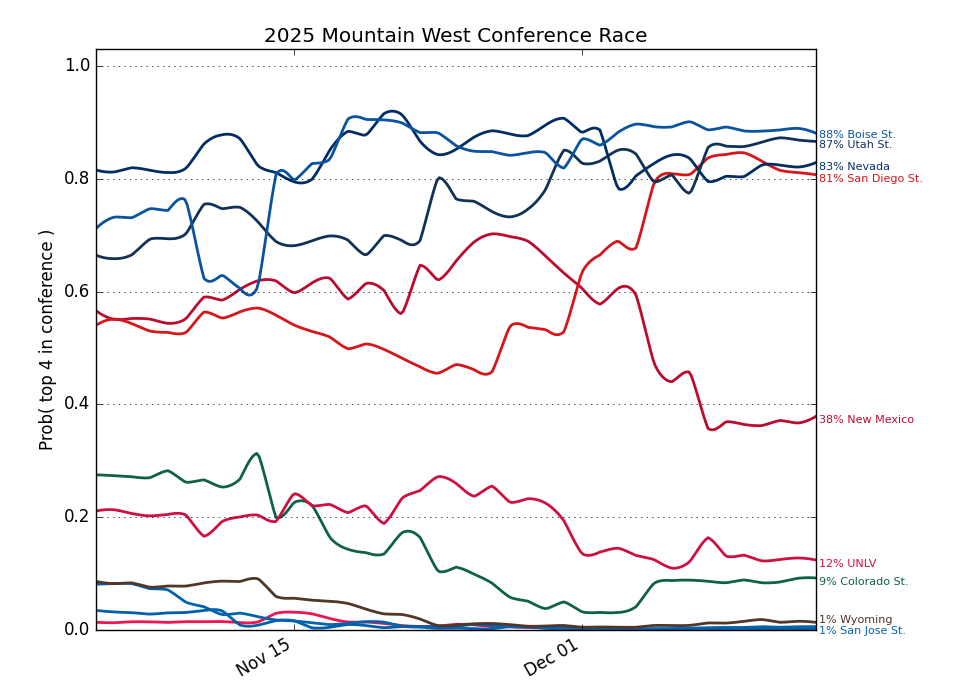 2025 Mountain West Conference Race
Prob( top 4 in conference )
1.0
0.8
0.6
0.4
0.2
0.0
Nov 15
Dec 01
88% Boise St.
87% Utah St.
83% Nevada
81% San Diego St.
38% New Mexico
12% UNLV
9% Colorado St.
1% Wyoming
1% San Jose St.